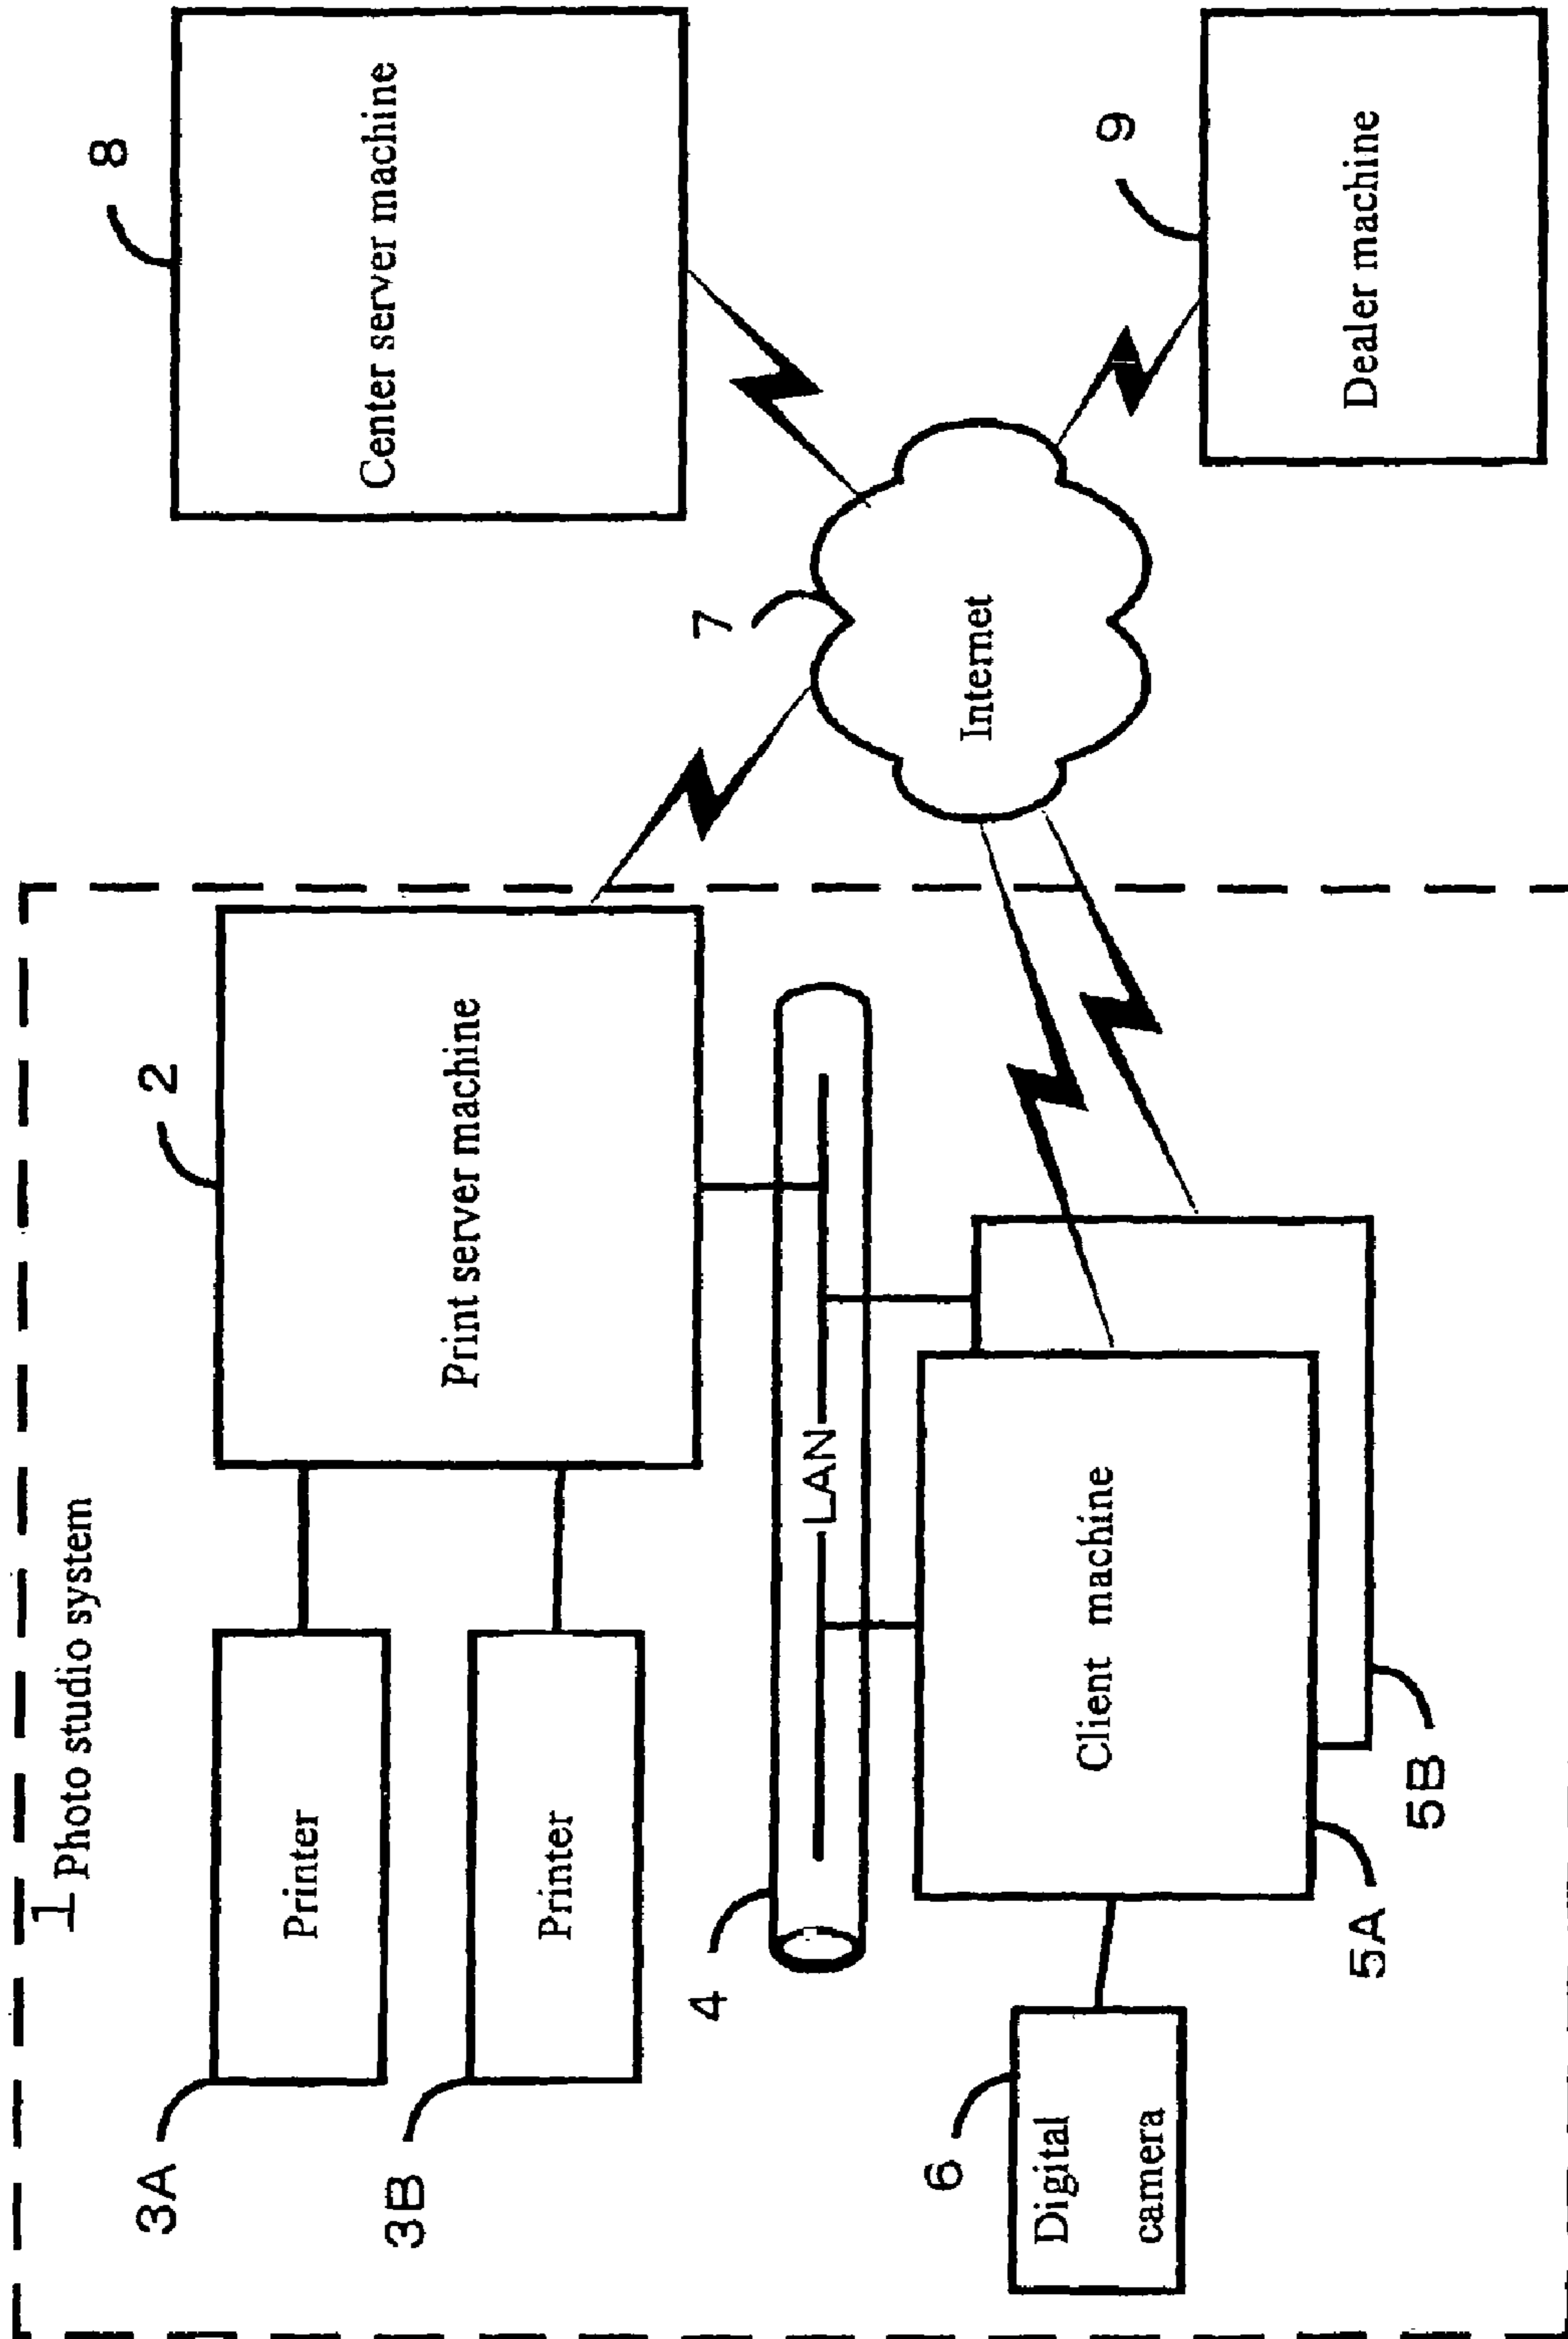 1 Photo studio system
3A
Printer
3B
Printer
2
Print server machine
4
LAN
6
Digital
camera
Client machine
5A
5B
7
Internet
8
Center server machine
9
Dealer machine